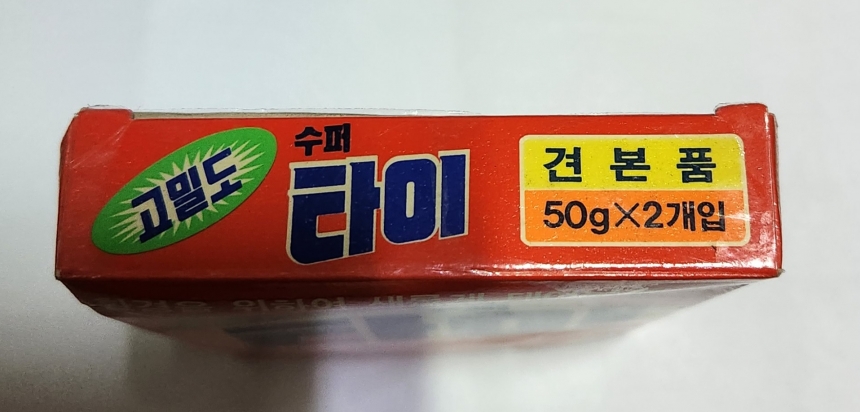 고밀도
수퍼
타이
견본품
50g×2개입